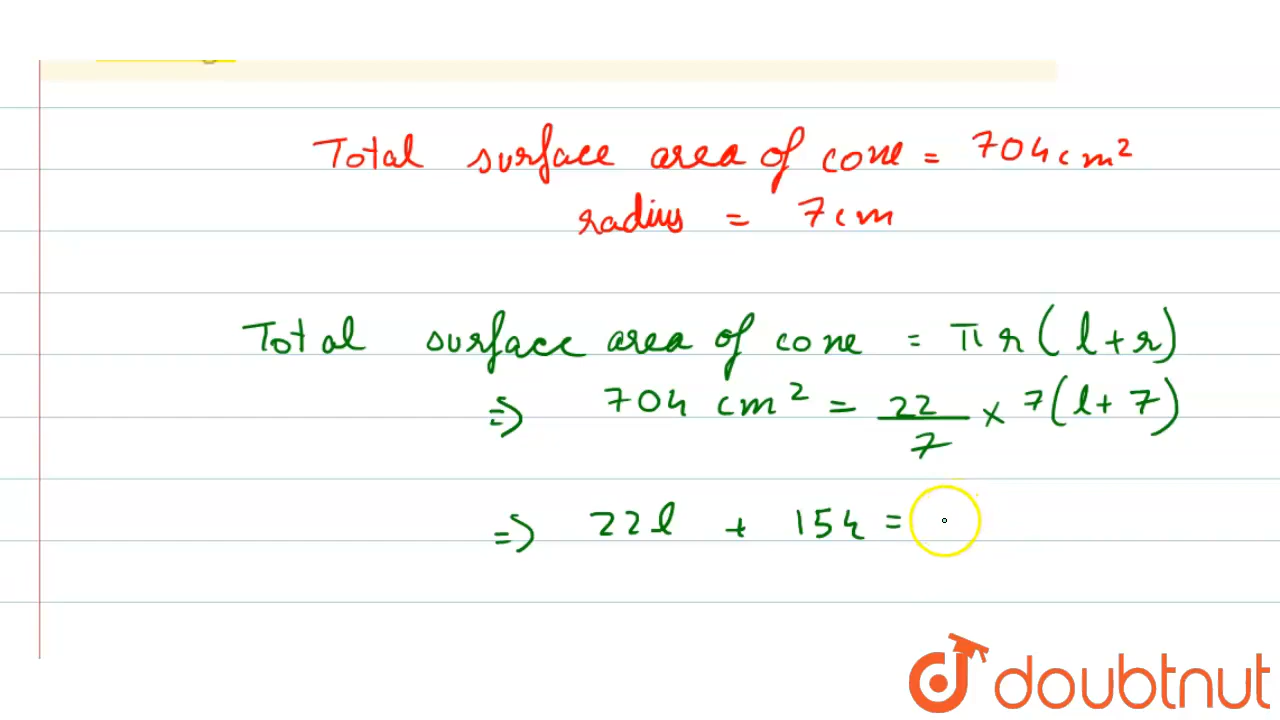 Total surface area of cone = 704 cm²
radius = 7 cm
Total surface area of cone = πr(l+r)
⇒ 704 cm² = 22/7 × 7(l+7)
⇒ 22l + 154 =
doubtnut